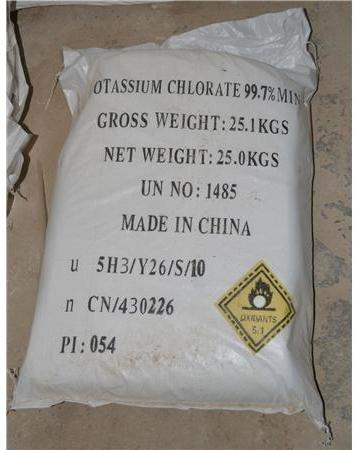 OTASSIUM CHLORATE 99.7%MIN
GROSS WEIGHT:25.1KGS
NET WEIGHT:25.0KGS
UN NO:1485
MADE IN CHINA
u 5H3/Y26/S/10
n CN/430226
PI:054
OXIDANTS
5.1